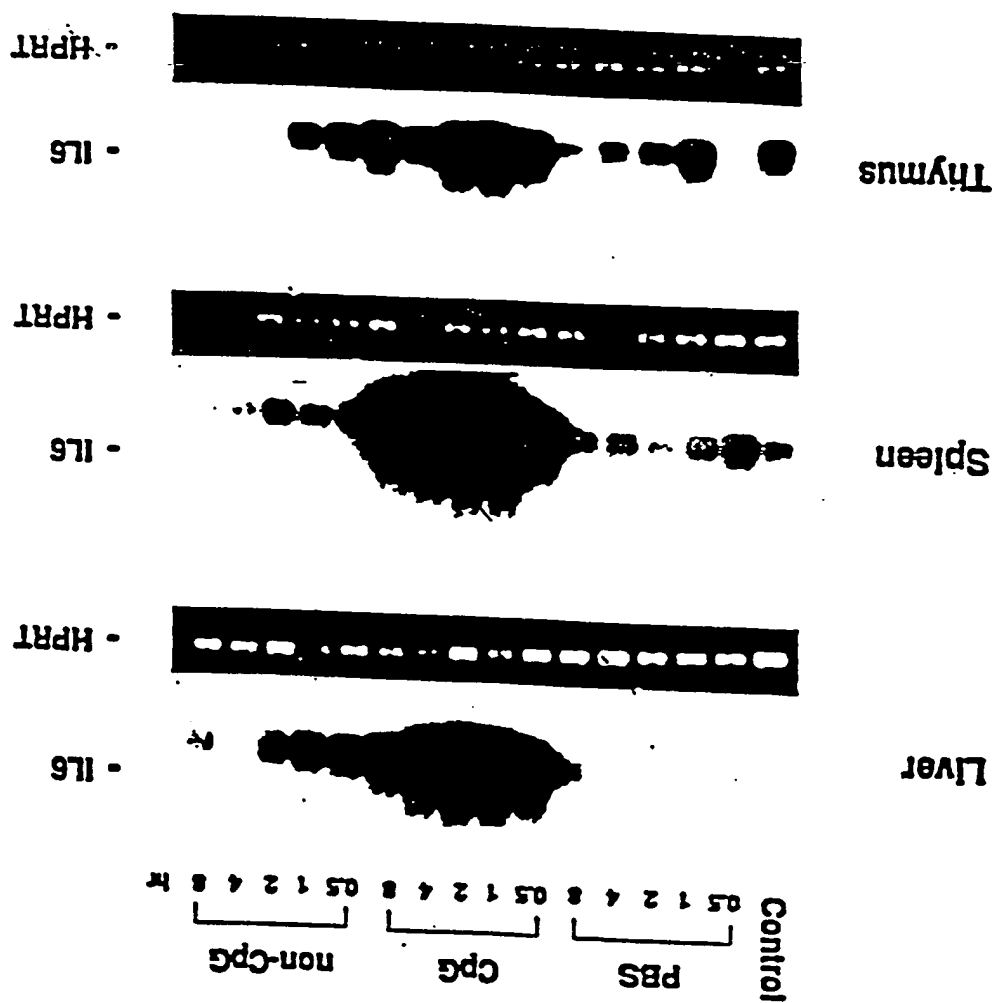 Control PBS CpG non-CpG
0.5 1 2 4 8 0.5 1 2 4 8 0.5 1 2 4 8 hr
Liver - IL6
- HPRT
Spleen - IL6
- HPRT
Thymus - IL6
- HPRT